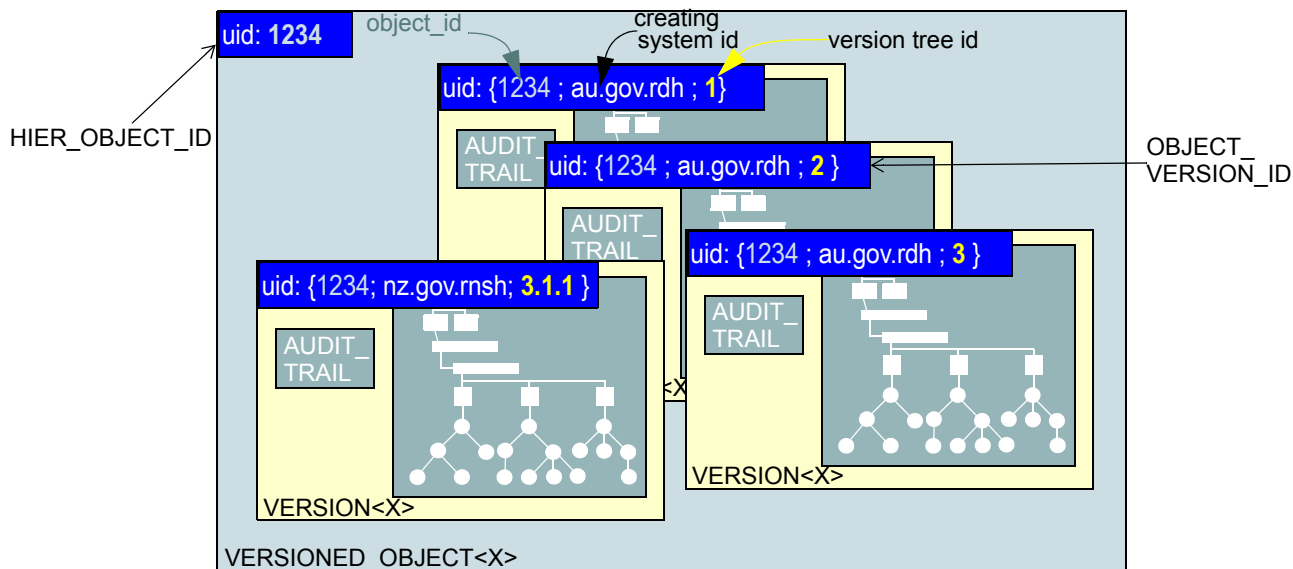 uid: 1234
object_id
creating
system id
version tree id
uid: {1234 ; au.gov.rdh ; 1}
HIER_OBJECT_ID
AUDIT_
TRAIL
uid: {1234 ; au.gov.rdh ; 2 }
OBJECT_
VERSION_ID
AUDIT_
TRAIL
uid: {1234 ; au.gov.rdh ; 3 }
uid: {1234; nz.gov.rnsh; 3.1.1 }
AUDIT_
TRAIL
AUDIT_
TRAIL
<X
VERSION<X>
VERSION<X>
VERSIONED_OBJECT<X>